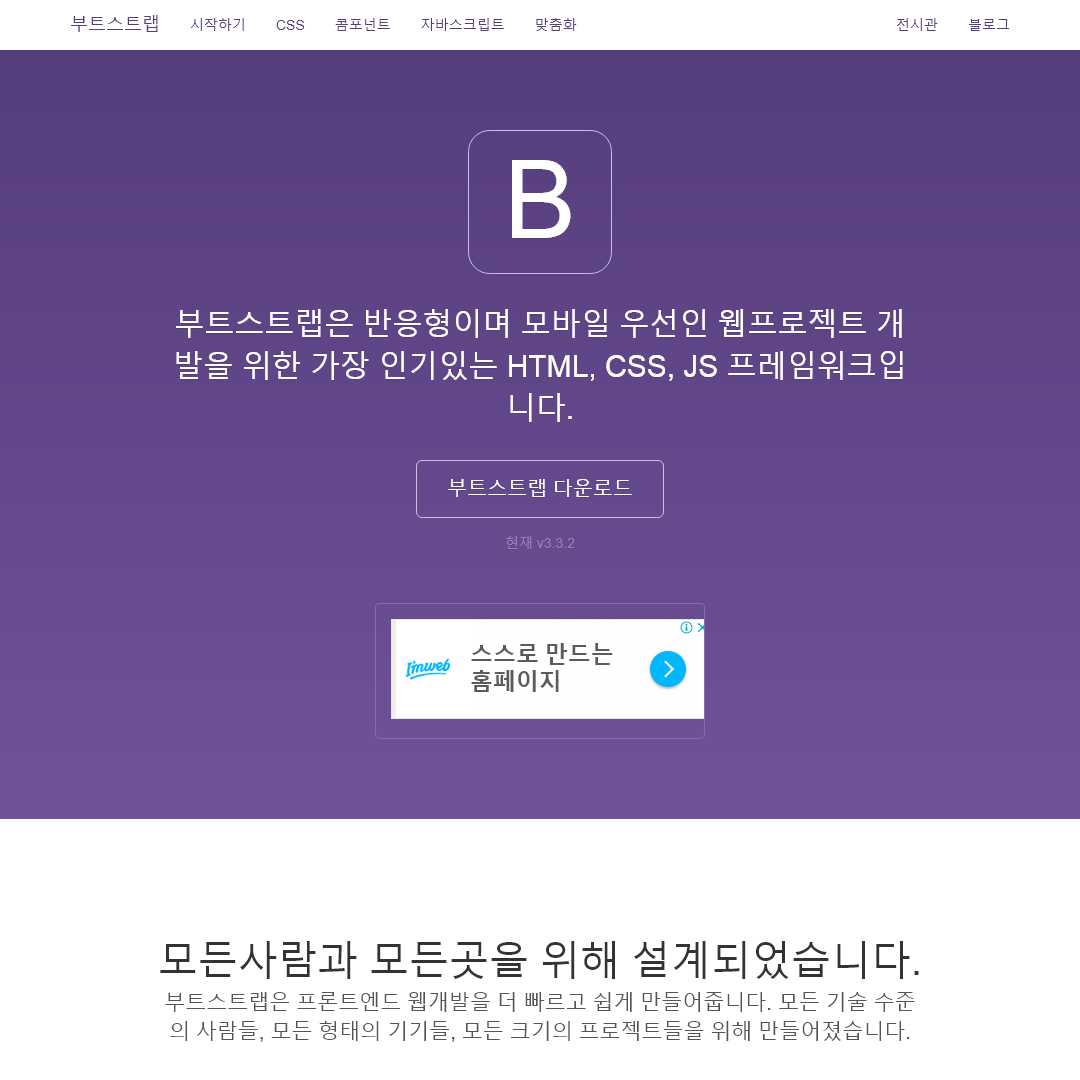 부트스트랩 시작하기 CSS 콤포넌트 자바스크립트 맞춤화 전시관 블로그
B
부트스트랩은 반응형이며 모바일 우선인 웹프로젝트 개
발을 위한 가장 인기있는 HTML, CSS, JS 프레임워크입
니다.
부트스트랩 다운로드
현재 v3.3.2
imweb
스스로 만드는
홈페이지
모든사람과 모든곳을 위해 설계되었습니다.
부트스트랩은 프론트엔드 웹개발을 더 빠르고 쉽게 만들어줍니다. 모든 기술 수준
의 사람들, 모든 형태의 기기들, 모든 크기의 프로젝트들을 위해 만들어졌습니다.